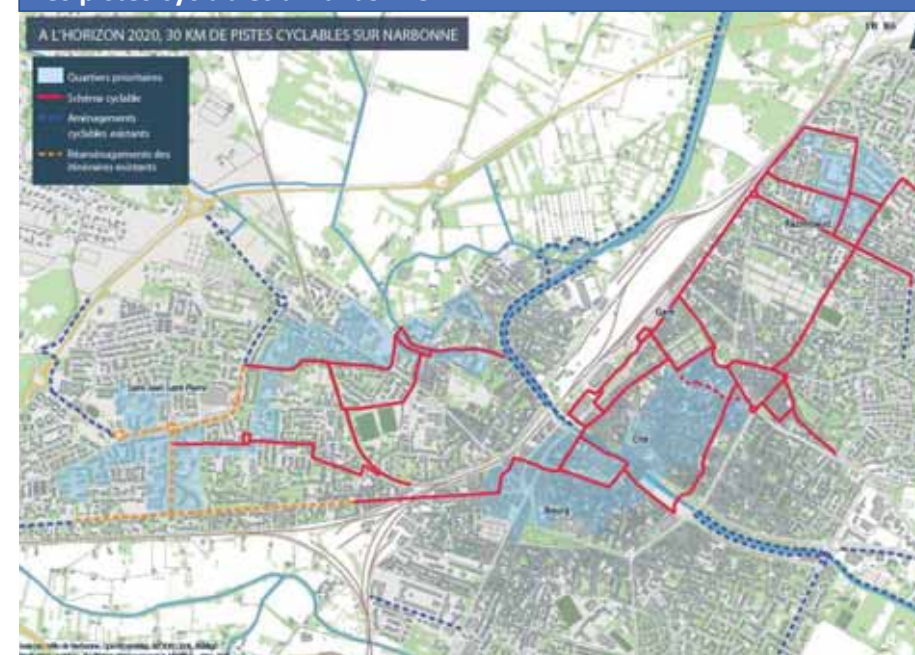 A L'HORIZON 2020, 30 KM DE PISTES CYCLABLES SUR NARBONNE
Quartiers prioritaires
Schéma cyclable
Aménagements
cyclables existants
Réaménagements des
itinéraires existants
Razimbaud
Gare
Saint Jean Saint Pierre
Cité
Bourg